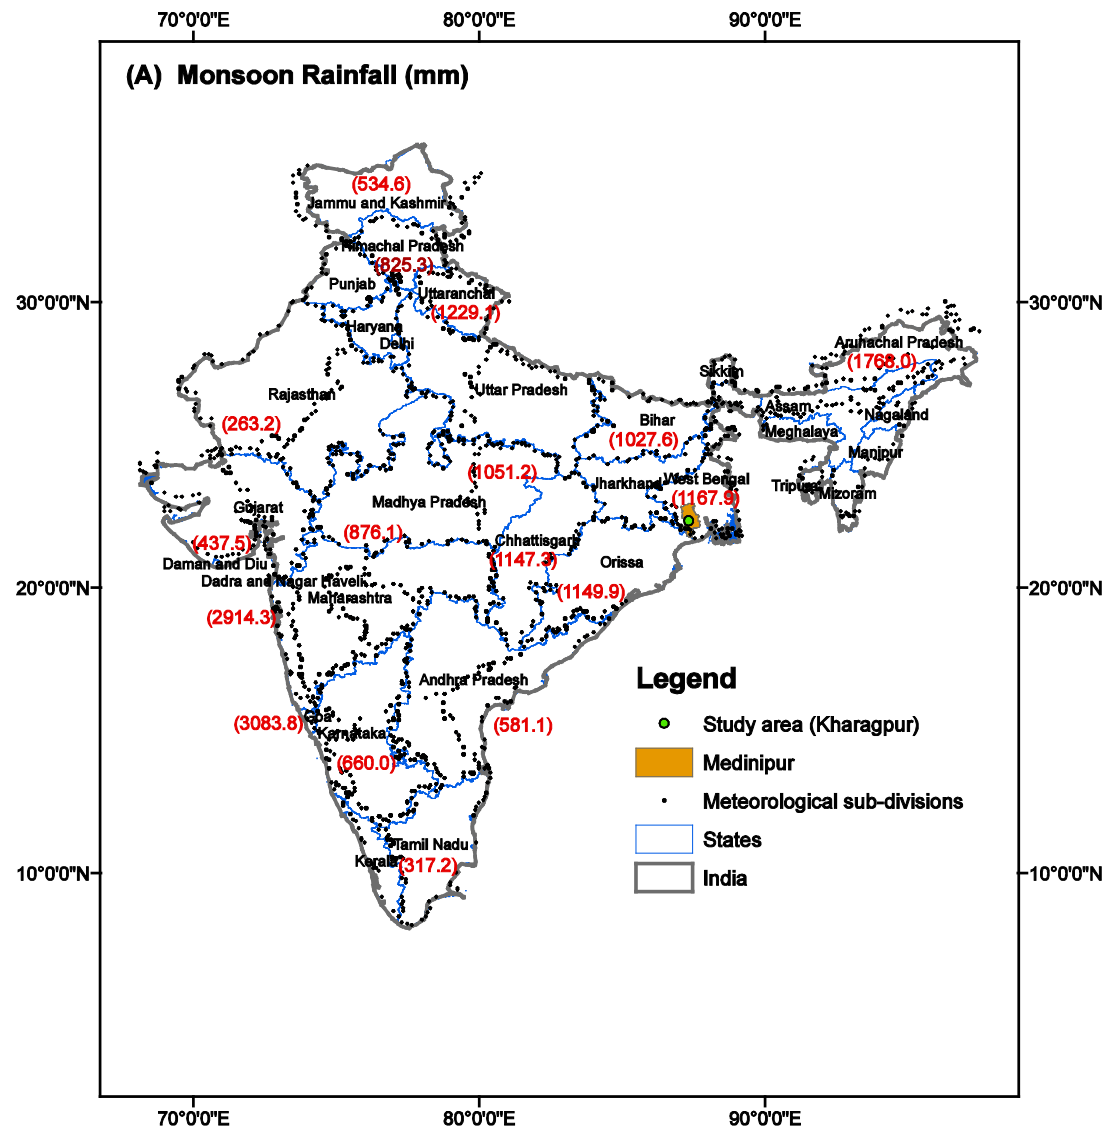 70°0'0"E
80°0'0"E
90°0'0"E
(A) Monsoon Rainfall (mm)
(534.6)
Jammu and Kashmir
Himachal Pradesh
(825.3)
Punjab
Uttaranchal
30°0'0"N
30°0'0"N
(1229.1)
Haryana
Delhi
Arunachal Pradesh
(1768.0)
Sikkim
Rajasthan
Uttar Pradesh
Assam
Nagaland
(263.2)
Bihar
Meghalaya
(1027.6)
Manipur
(1051.2)
Jharkhand
West Bengal
Tripura
Mizoram
(1167.9)
Madhya Pradesh
Gujarat
(876.1)
(437.5)
Chhattisgarh
(1147.3)
Orissa
Daman and Diu
Dadra and Nagar Haveli
20°0'0"N
20°0'0"N
(1149.9)
Maharashtra
(2914.3)
Andhra Pradesh
Legend
Goa
(3083.8)
(581.1)
Study area (Kharagpur)
Karnataka
(660.0)
Medinipur
Meteorological sub-divisions
Tamil Nadu
States
Kerala
(317.2)
10°0'0"N
10°0'0"N
India
70°0'0"E
80°0'0"E
90°0'0"E